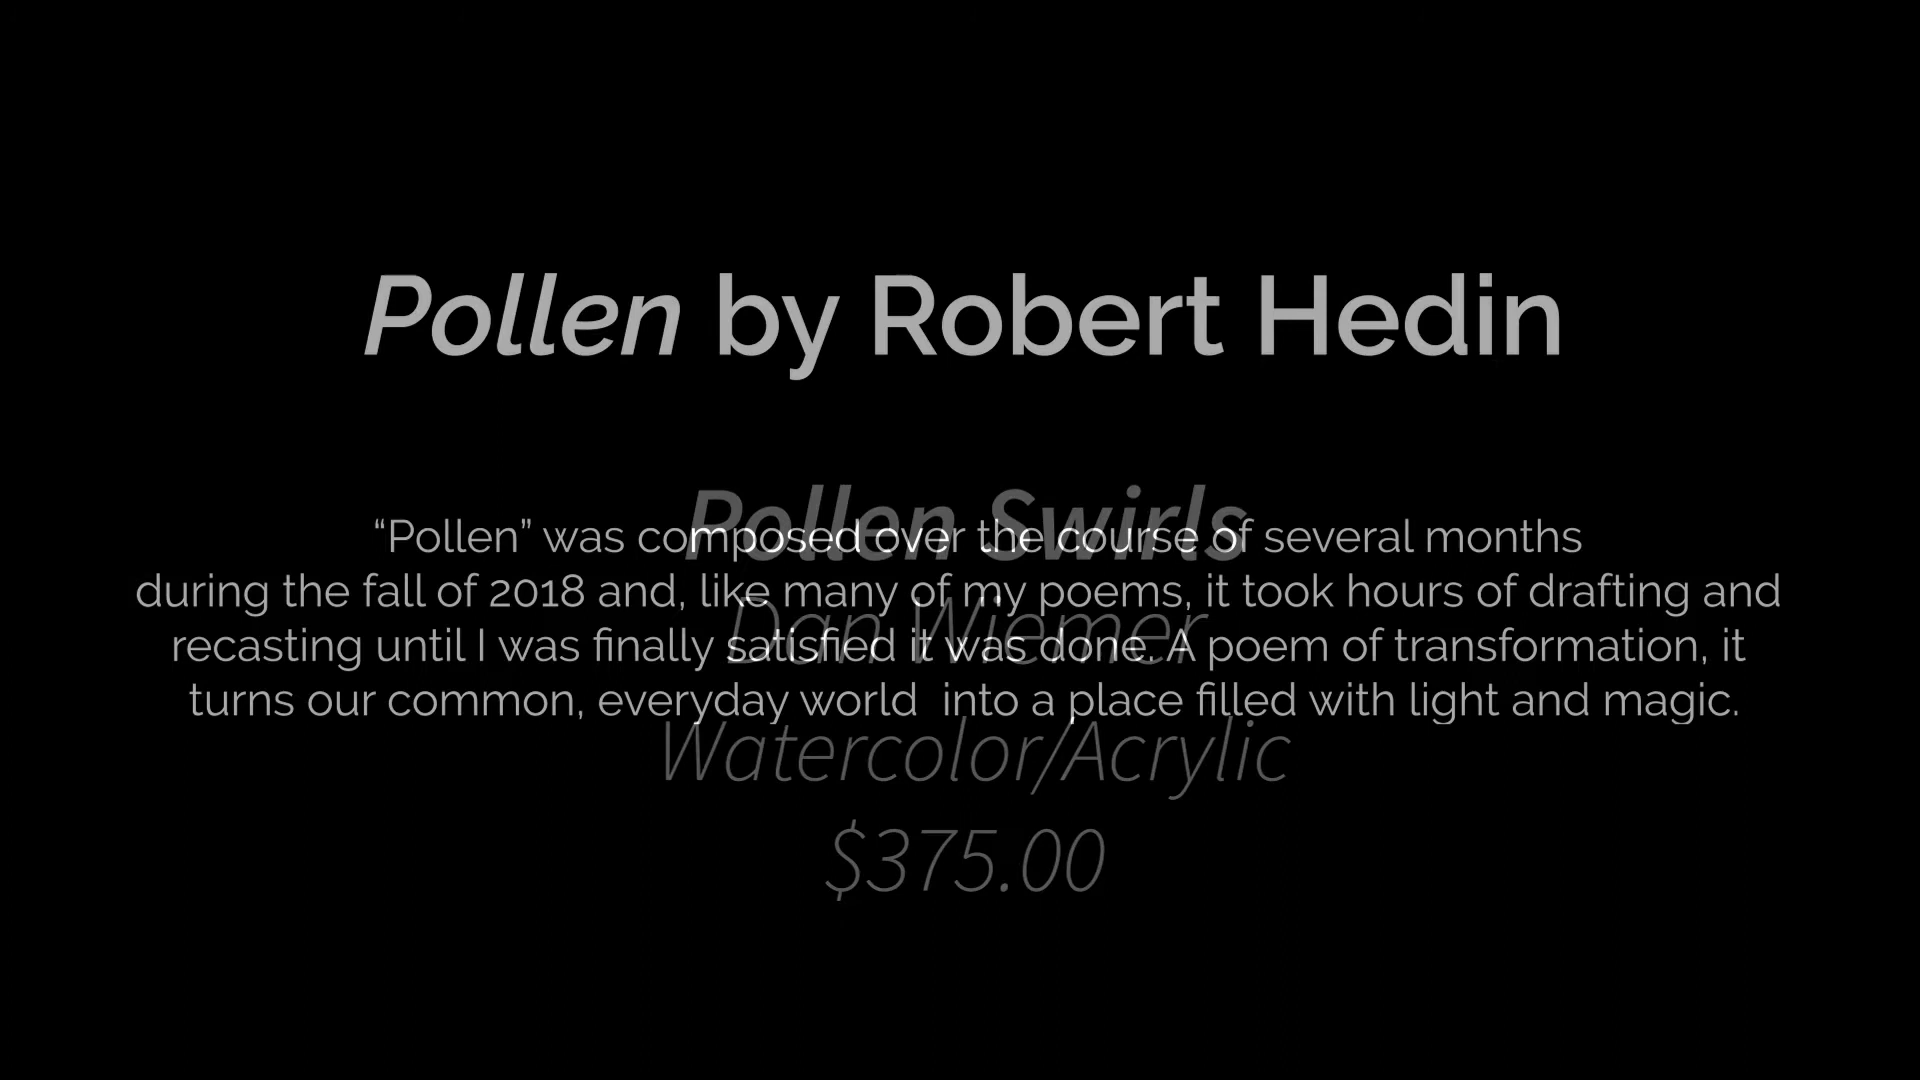 Pollen by Robert Hedin
Pollen Swirls
“Pollen” was composed over the course of several months
during the fall of 2018 and, like many of my poems, it took hours of drafting and
Dan Wiemer
recasting until I was finally satisfied it was done. A poem of transformation, it
turns our common, everyday world  into a place filled with light and magic.
Watercolor/Acrylic
$375.00